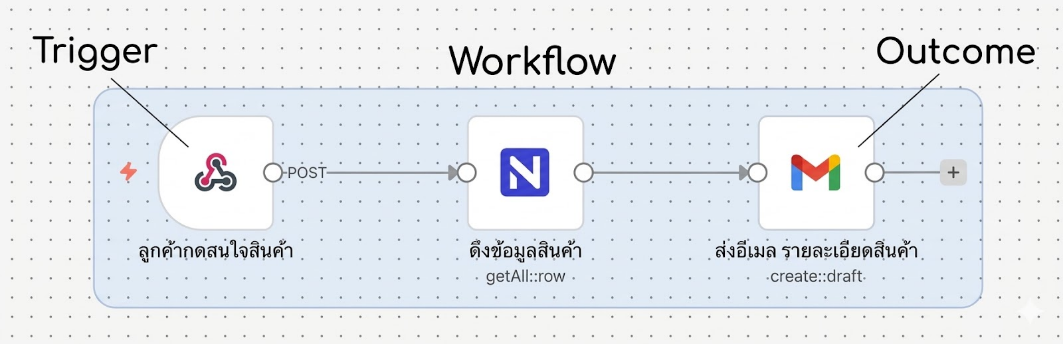 Trigger
Workflow
Outcome
POST
ลูกค้ากดสนใจสินค้า
ดึงข้อมูลสินค้า
getAll::row
ส่งอีเมล รายละเอียดสินค้า
create::draft